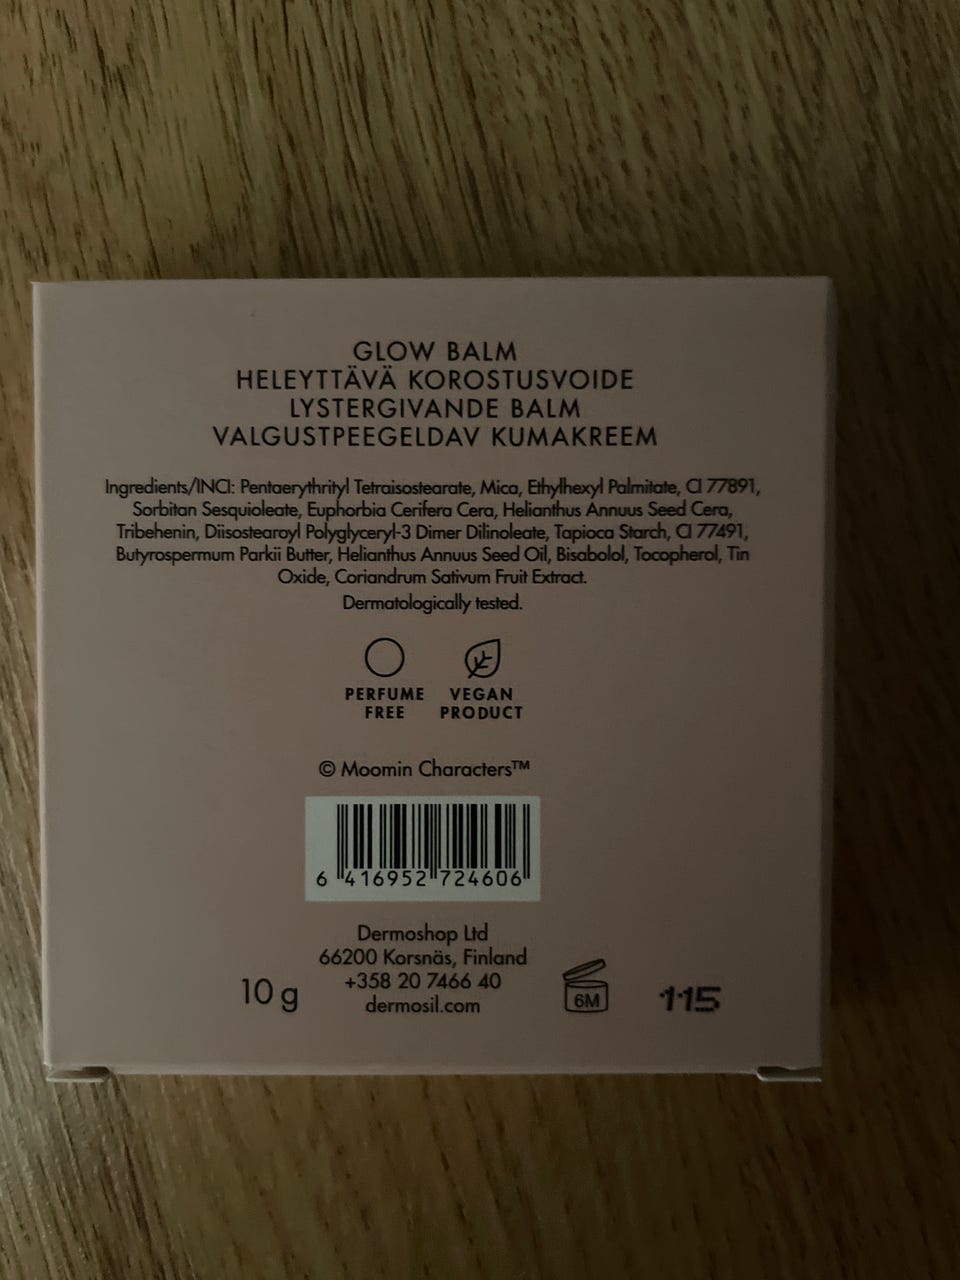 GLOW BALM
HELEYTTÄVÄ KOROSTUSVOIDE
LYSTERGIVANDE BALM
VALGUSTPEEGELDAV KUMAKREEM
Ingredients/INCI: Pentaerythrityl Tetraisostearate, Mica, Ethylhexyl Palmitate, CI 77891,
Sorbitan Sesquioleate, Euphorbia Cerifera Cera, Helianthus Annuus Seed Cera,
Tribehenin, Diisostearoyl Polyglyceryl-3 Dimer Dilinoleate, Tapioca Starch, CI 77491,
Butyrospermum Parkii Butter, Helianthus Annuus Seed Oil, Bisabolol, Tocopherol, Tin
Oxide, Coriandrum Sativum Fruit Extract.
Dermatologically tested.
PERFUME FREE
VEGAN PRODUCT
© Moomin Characters™
6 416952 724606
Dermoshop Ltd
66200 Korsnäs, Finland
+358 20 7466 40
dermosil.com
10 g
6M
115